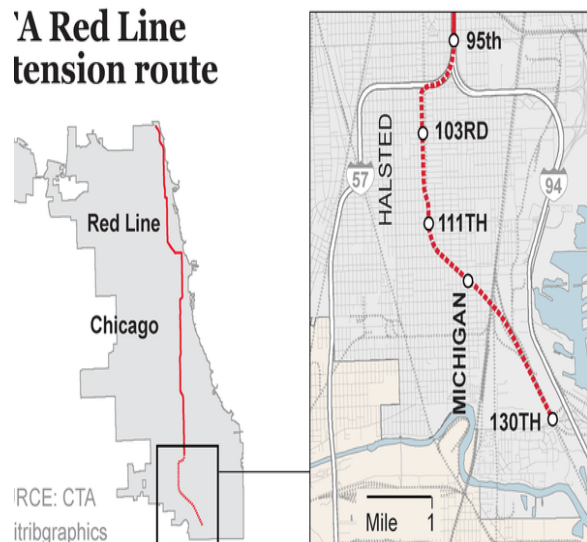 'A Red Line
tension route
Red Line
Chicago
RCE: CTA
itribgraphics
95th
103RD
HALSTED
57
94
111TH
MICHIGAN
130TH
Mile 1